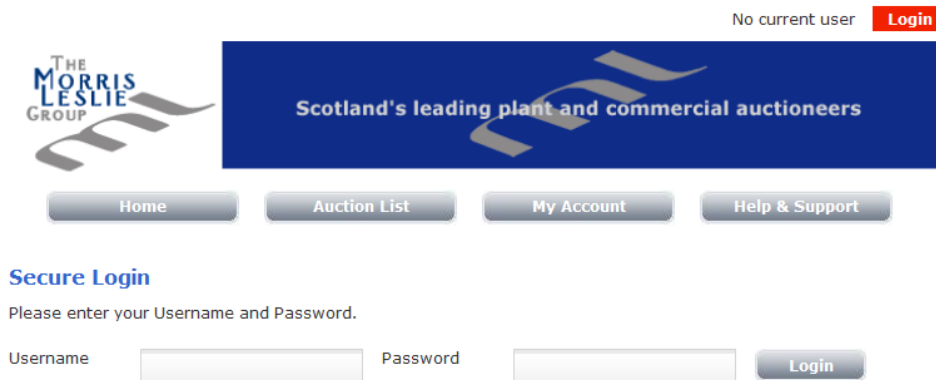 No current user Login
THE
MORRIS
LESLIE
GROUP
Scotland's leading plant and commercial auctioneers
Home Auction List My Account Help & Support
Secure Login
Please enter your Username and Password.
Username Password Login